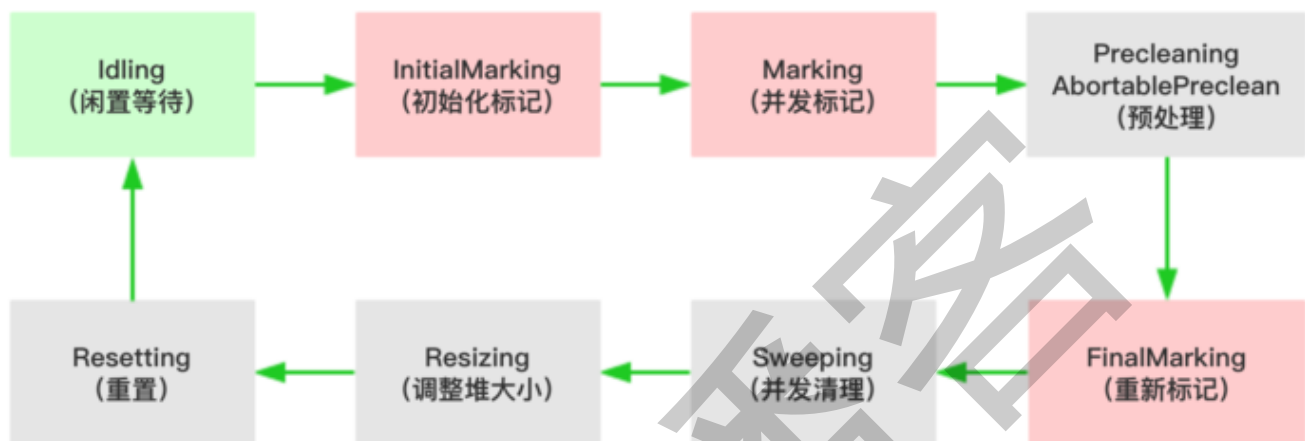 Idling
（闲置等待）
InitialMarking
（初始化标记）
Marking
（并发标记）
Precleaning
AbortablePreclean
（预处理）
Resetting
（重置）
Resizing
（调整堆大小）
Sweeping
（并发清理）
FinalMarking
（重新标记）
客